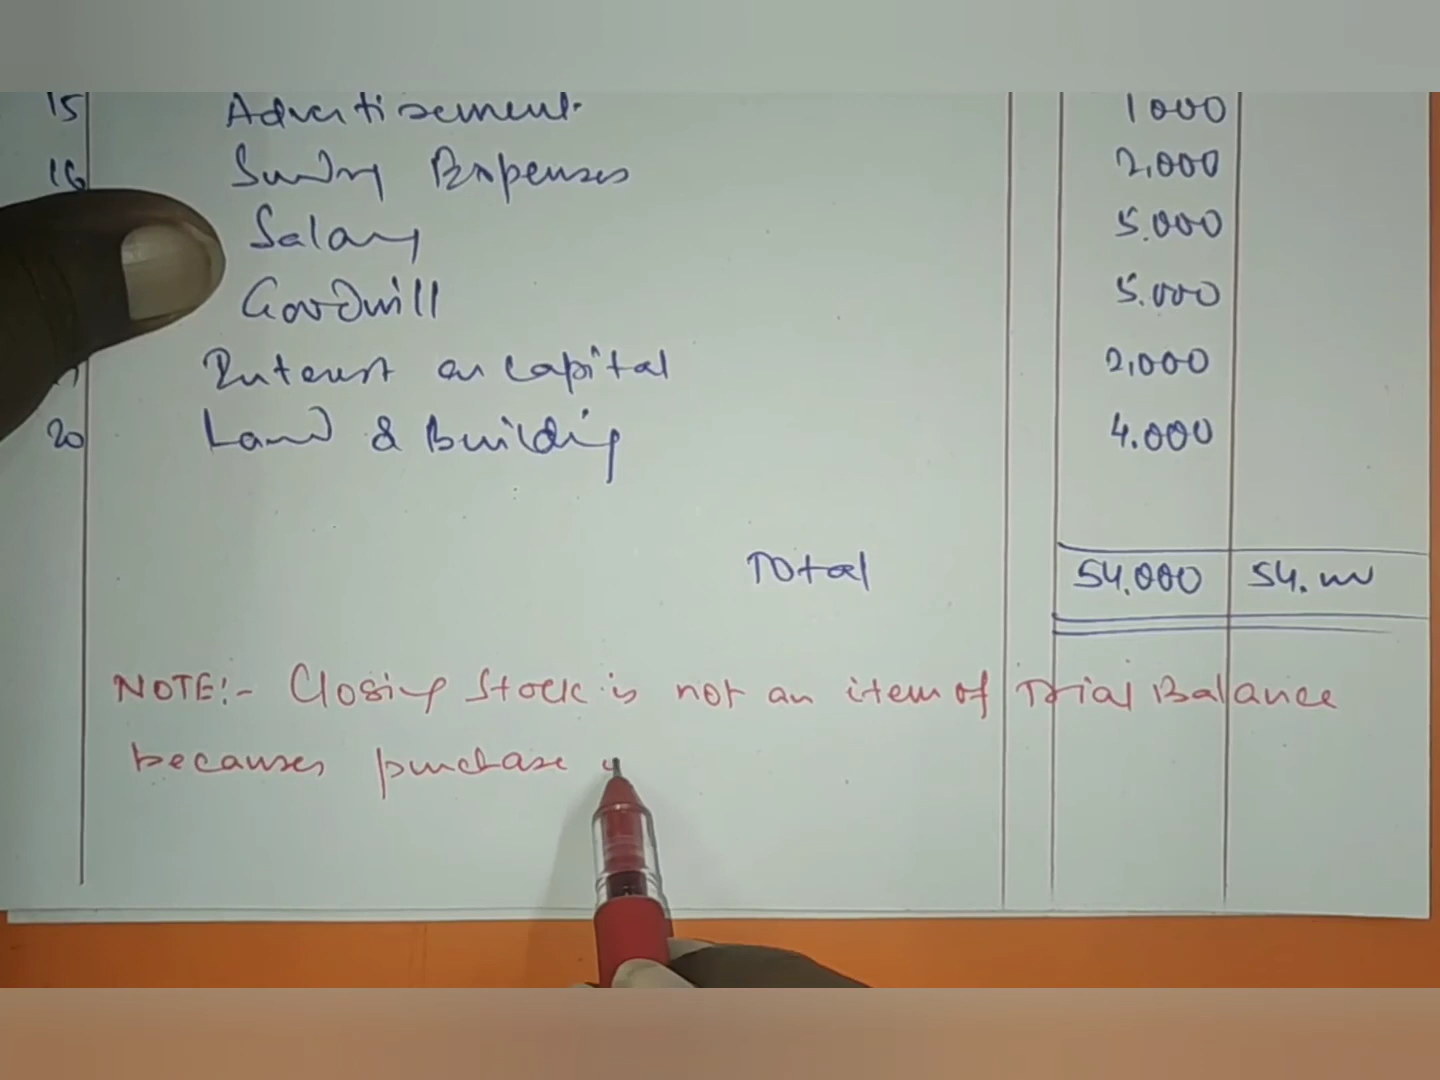 15 Advertisement 1000
16 Sundry Expenses 2,000
Salary 5.000
Goodwill 5.000
Interest on capital 2,000
20 Land & Building 4.000
Total 54.000 54.000
NOTE:- Closing Stock is not an item of Trial Balance
becauses purchase